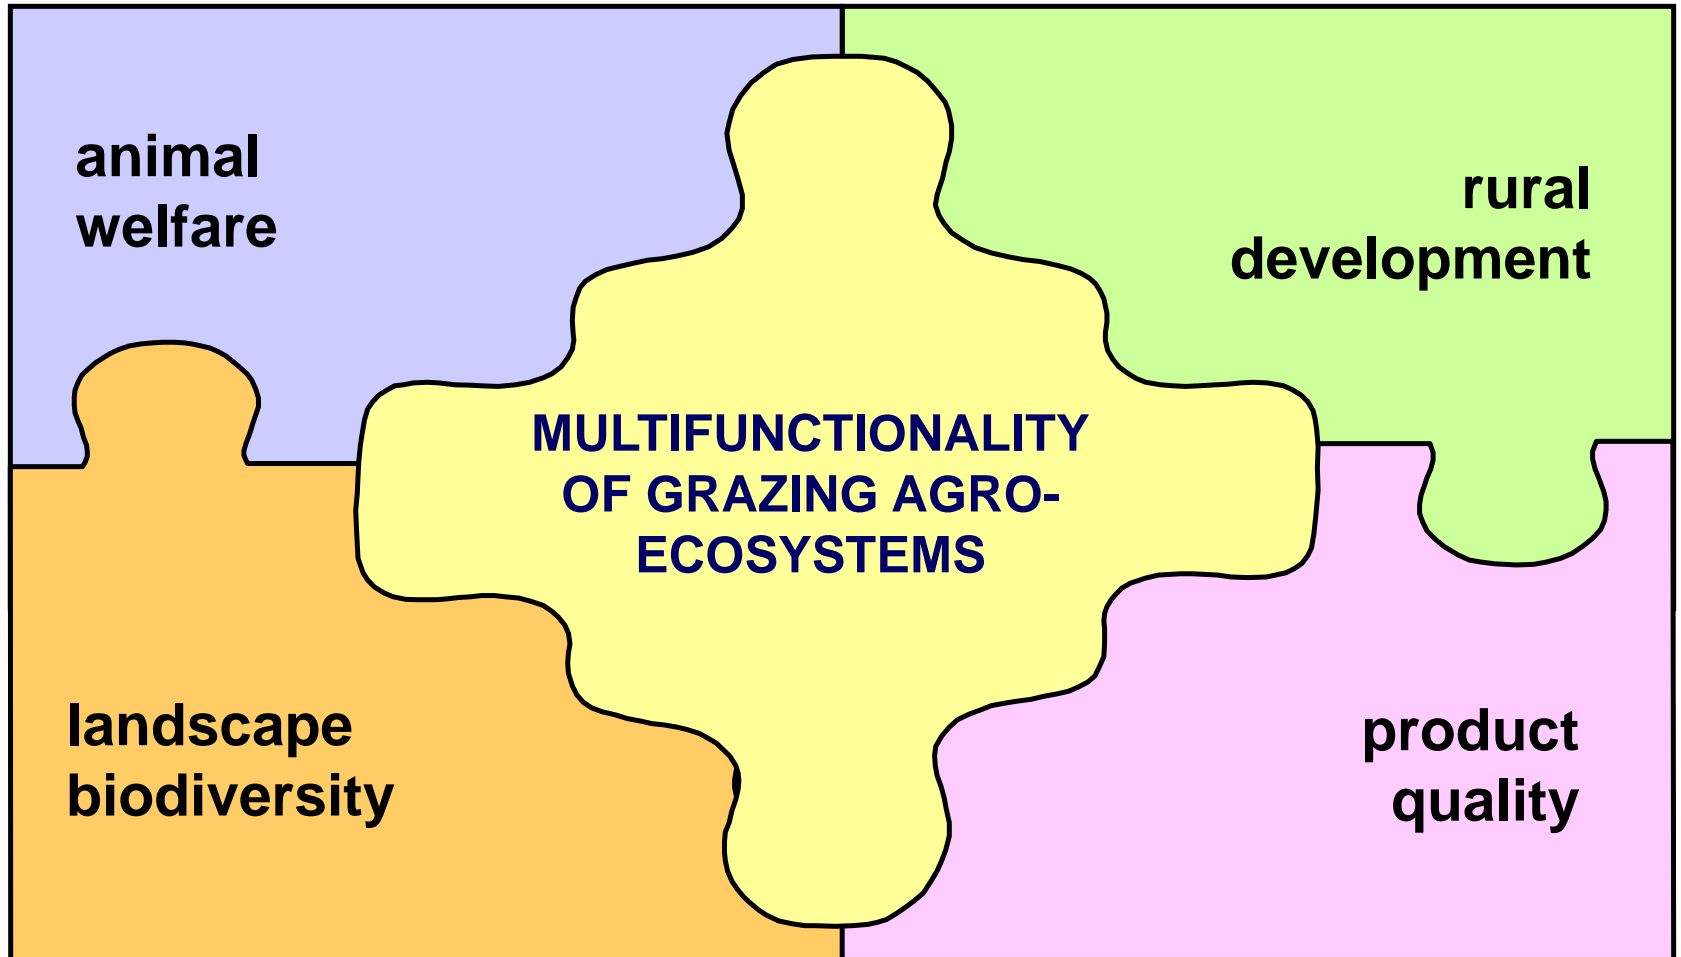 animal
welfare
rural
development
MULTIFUNCTIONALITY
OF GRAZING AGRO-
ECOSYSTEMS
landscape
biodiversity
product
quality